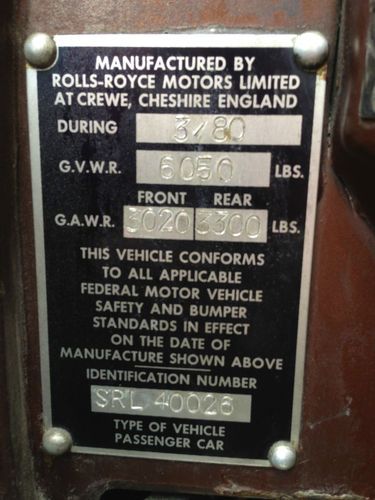 MANUFACTURED BY
ROLLS-ROYCE MOTORS LIMITED
AT CREWE, CHESHIRE ENGLAND
DURING 3/80
G.V.W.R. 6050 LBS.
FRONT REAR
G.A.W.R. 3020 3300 LBS.
THIS VEHICLE CONFORMS
TO ALL APPLICABLE
FEDERAL MOTOR VEHICLE
SAFETY AND BUMPER
STANDARDS IN EFFECT
ON THE DATE OF
MANUFACTURE SHOWN ABOVE
IDENTIFICATION NUMBER
SRL 40026
TYPE OF VEHICLE
PASSENGER CAR